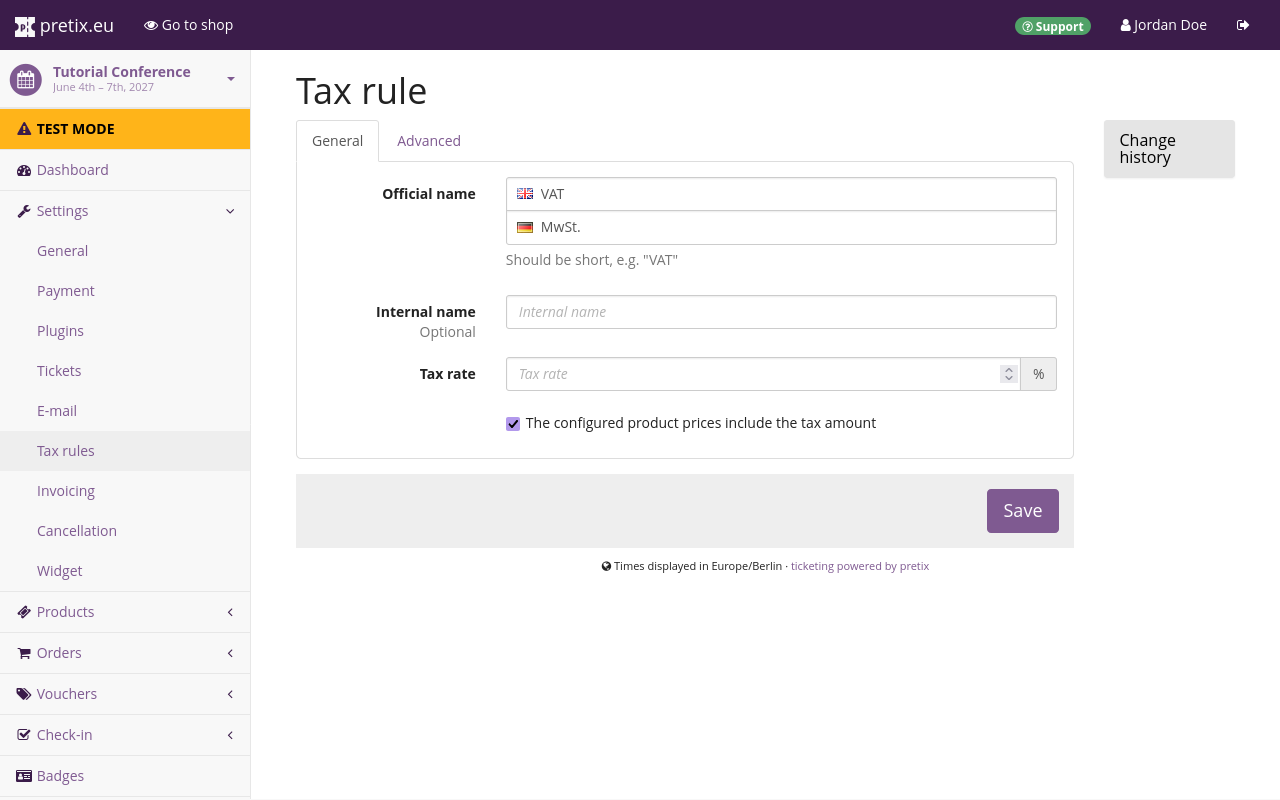 pretix.eu
Go to shop
Support
Jordan Doe
Tutorial Conference
June 4th – 7th, 2027
TEST MODE
Dashboard
Settings
General
Payment
Plugins
Tickets
E-mail
Tax rules
Invoicing
Cancellation
Widget
Products
Orders
Vouchers
Check-in
Badges
Tax rule
General
Advanced
Official name
VAT
MwSt.
Should be short, e.g. "VAT"
Internal name
Optional
Internal name
Tax rate
Tax rate
%
The configured product prices include the tax amount
Save
Times displayed in Europe/Berlin · ticketing powered by pretix
Change
history